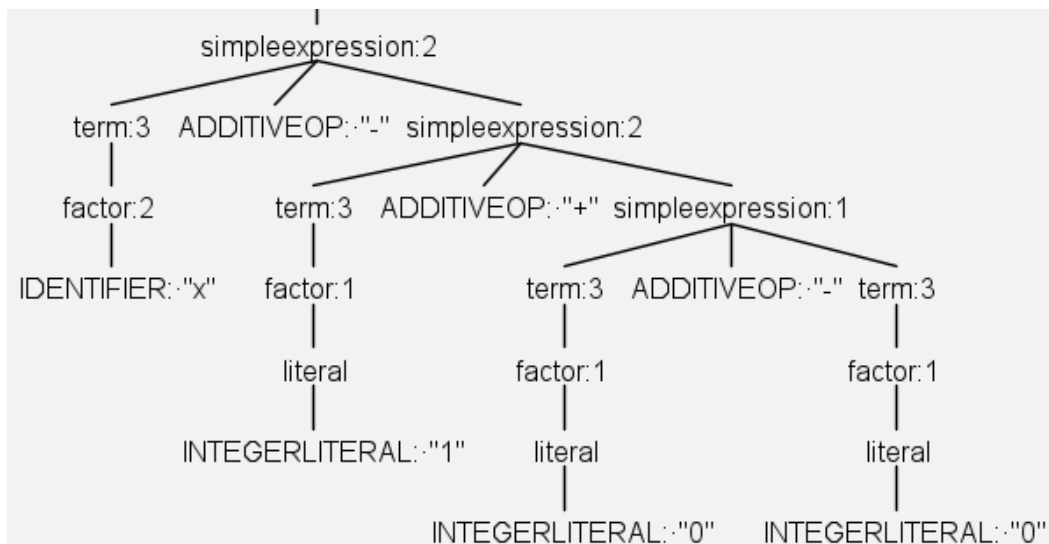 simpleexpression:2
term:3 ADDITIVEOP:·"-" simpleexpression:2
factor:2 term:3 ADDITIVEOP:·"+" simpleexpression:1
IDENTIFIER:·"x" factor:1 term:3 ADDITIVEOP:·"-" term:3
literal factor:1 factor:1
INTEGERLITERAL:·"1" literal literal
INTEGERLITERAL:·"0" INTEGERLITERAL:·"0"